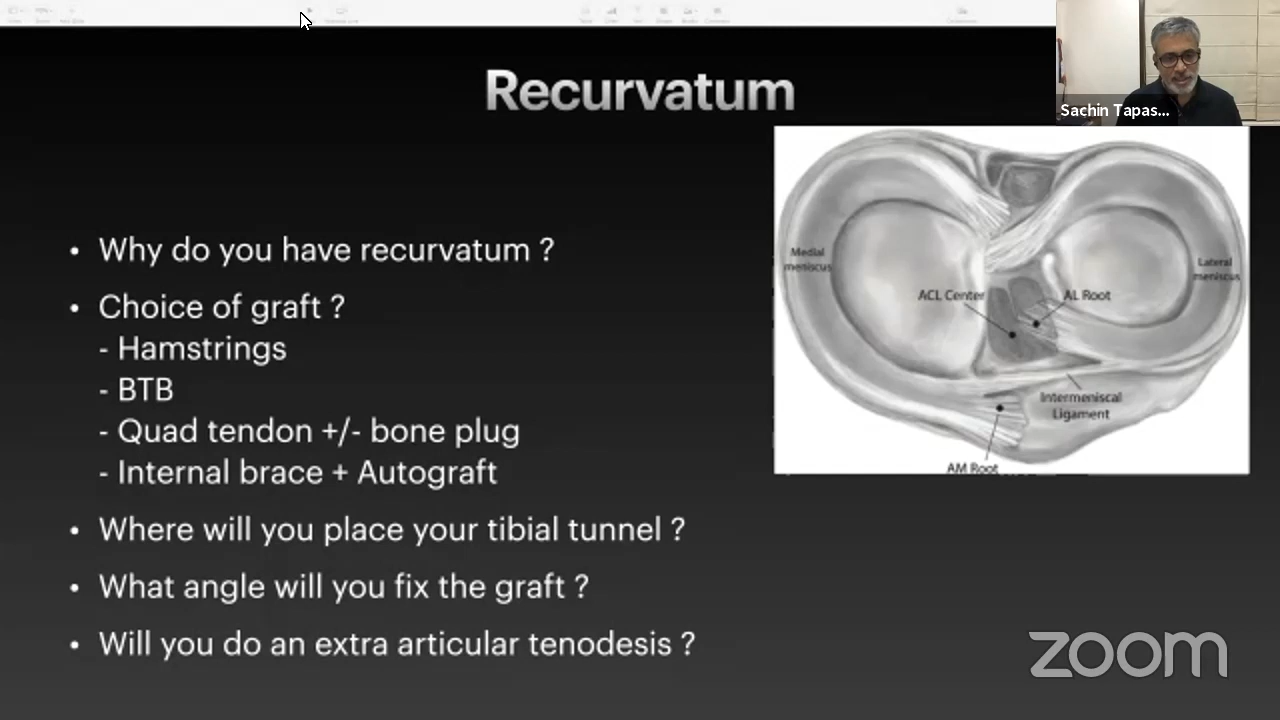 Recurvatum
Sachin Tapas...
• Why do you have recurvatum ?
• Choice of graft ?
- Hamstrings
- BTB
- Quad tendon +/- bone plug
- Internal brace + Autograft
• Where will you place your tibial tunnel ?
• What angle will you fix the graft ?
• Will you do an extra articular tenodesis ?
Medial
meniscus
Lateral
meniscus
ACL Center
AL Root
Intermeniscal
Ligament
AM Root
zoom